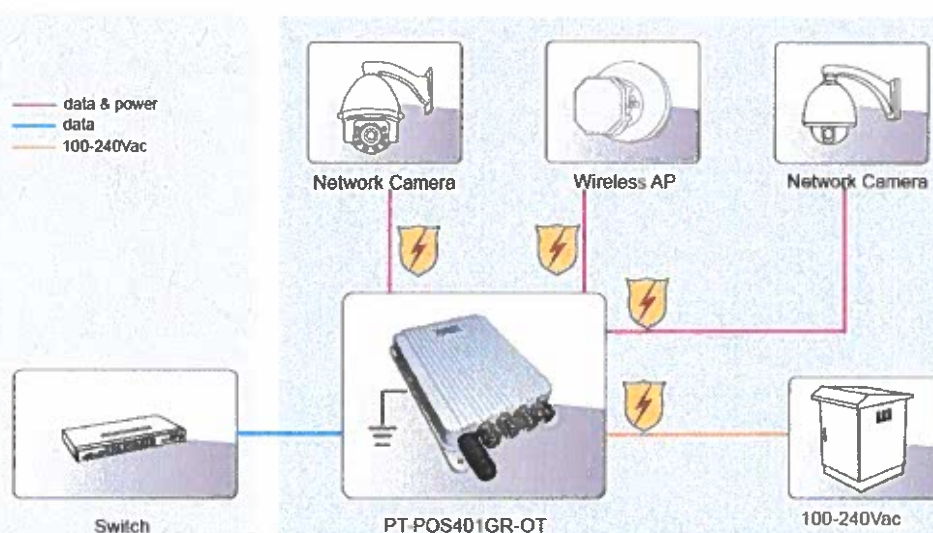 data & power
data
100-240Vac
Network Camera
Wireless AP
Network Camera
Switch
PT-POS401GR-OT
100-240Vac